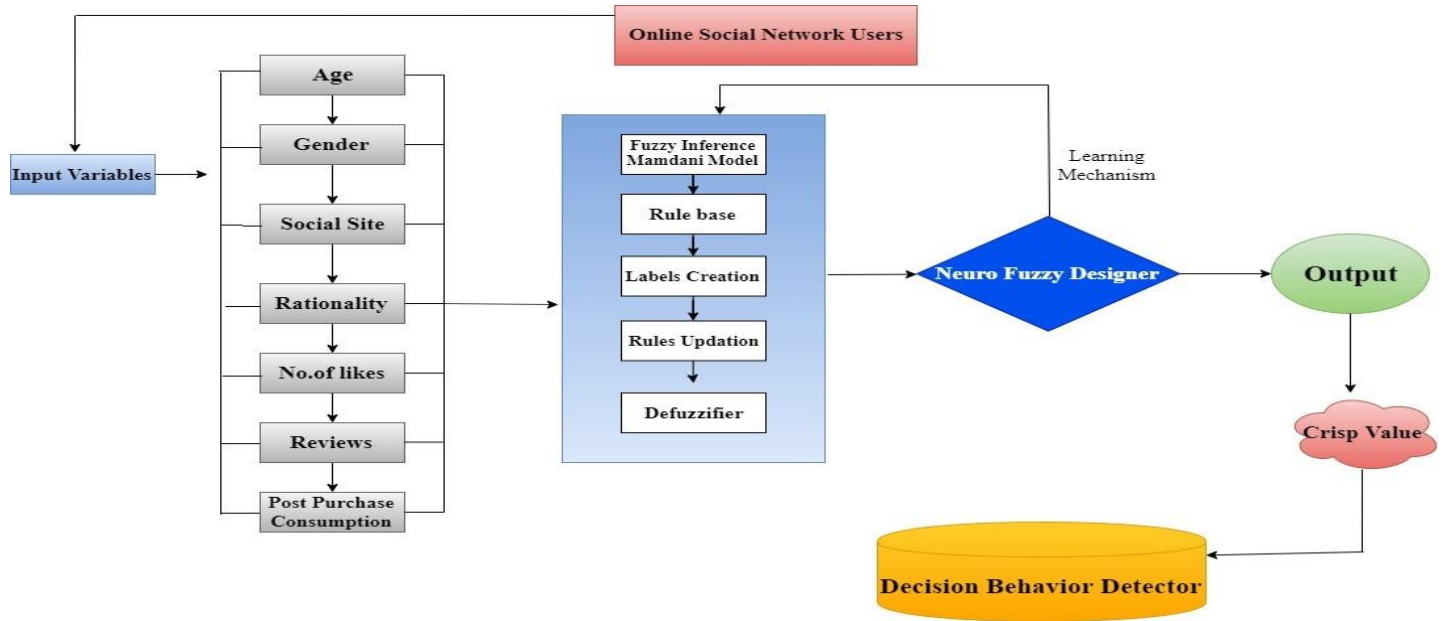 Online Social Network Users
Input Variables
Age
Gender
Social Site
Rationality
No.of likes
Reviews
Post Purchase
Consumption
Fuzzy Inference
Mamdani Model
Rule base
Labels Creation
Rules Updation
Defuzzifier
Learning
Mechanism
Neuro Fuzzy Designer
Output
Crisp Value
Decision Behavior Detector